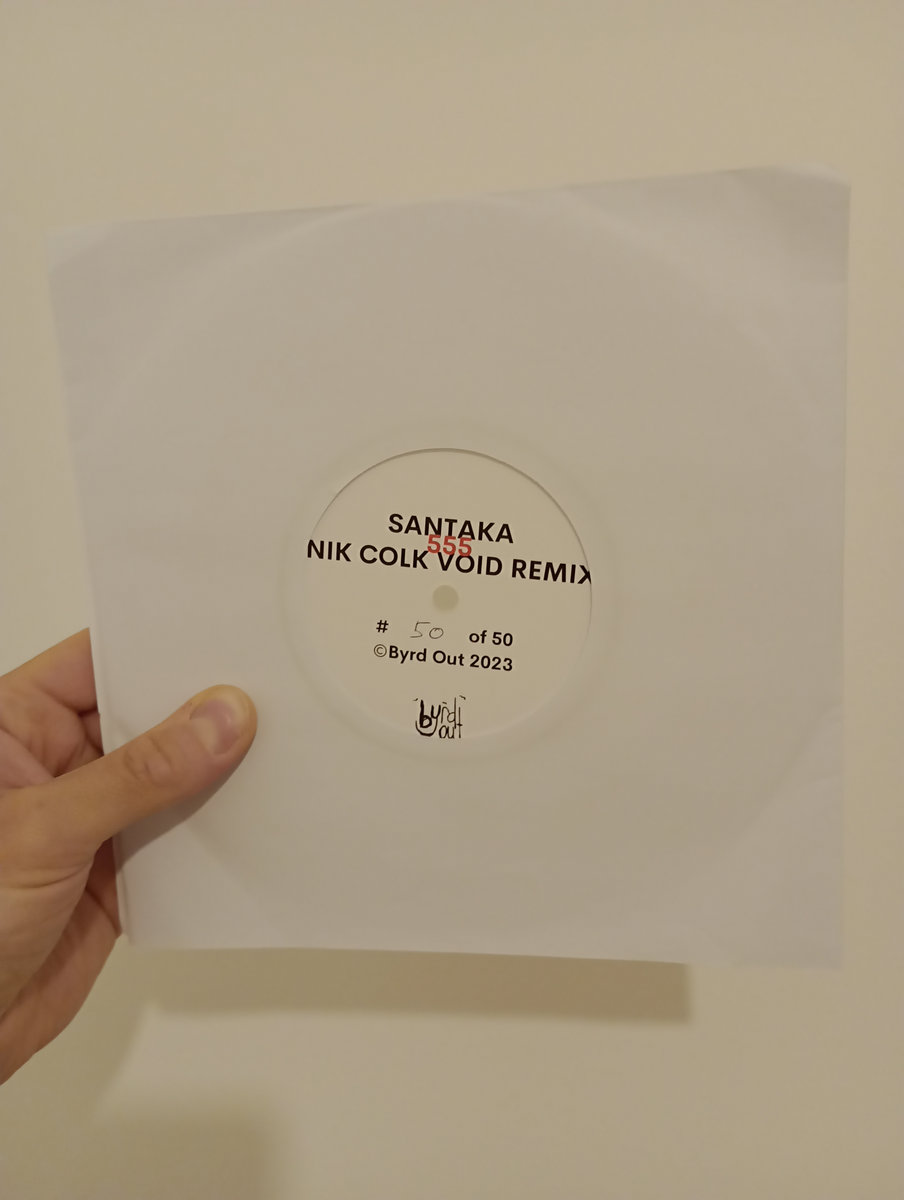 SANTAKA
555
NIK COLK VOID REMIX
# 50 of 50
©Byrd Out 2023
byrd
out